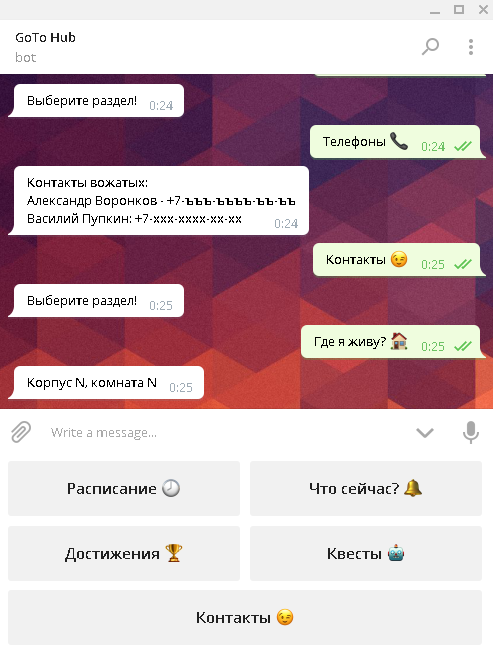 GoTo Hub
bot
Выберите раздел! 0:24
Телефоны 📞 0:24
Контакты вожатых:
Александр Воронков - +7-ъъъ-ъъъъ-ъъ-ъъ
Василий Пупкин: +7-xxx-xxxx-xx-xx 0:24
Контакты 😉 0:25
Выберите раздел! 0:25
Где я живу? 🏠 0:25
Корпус N, комната N 0:25
Write a message...
Расписание 🕗 Что сейчас? 🔔
Достижения 🏆 Квесты 🤖
Контакты 😉